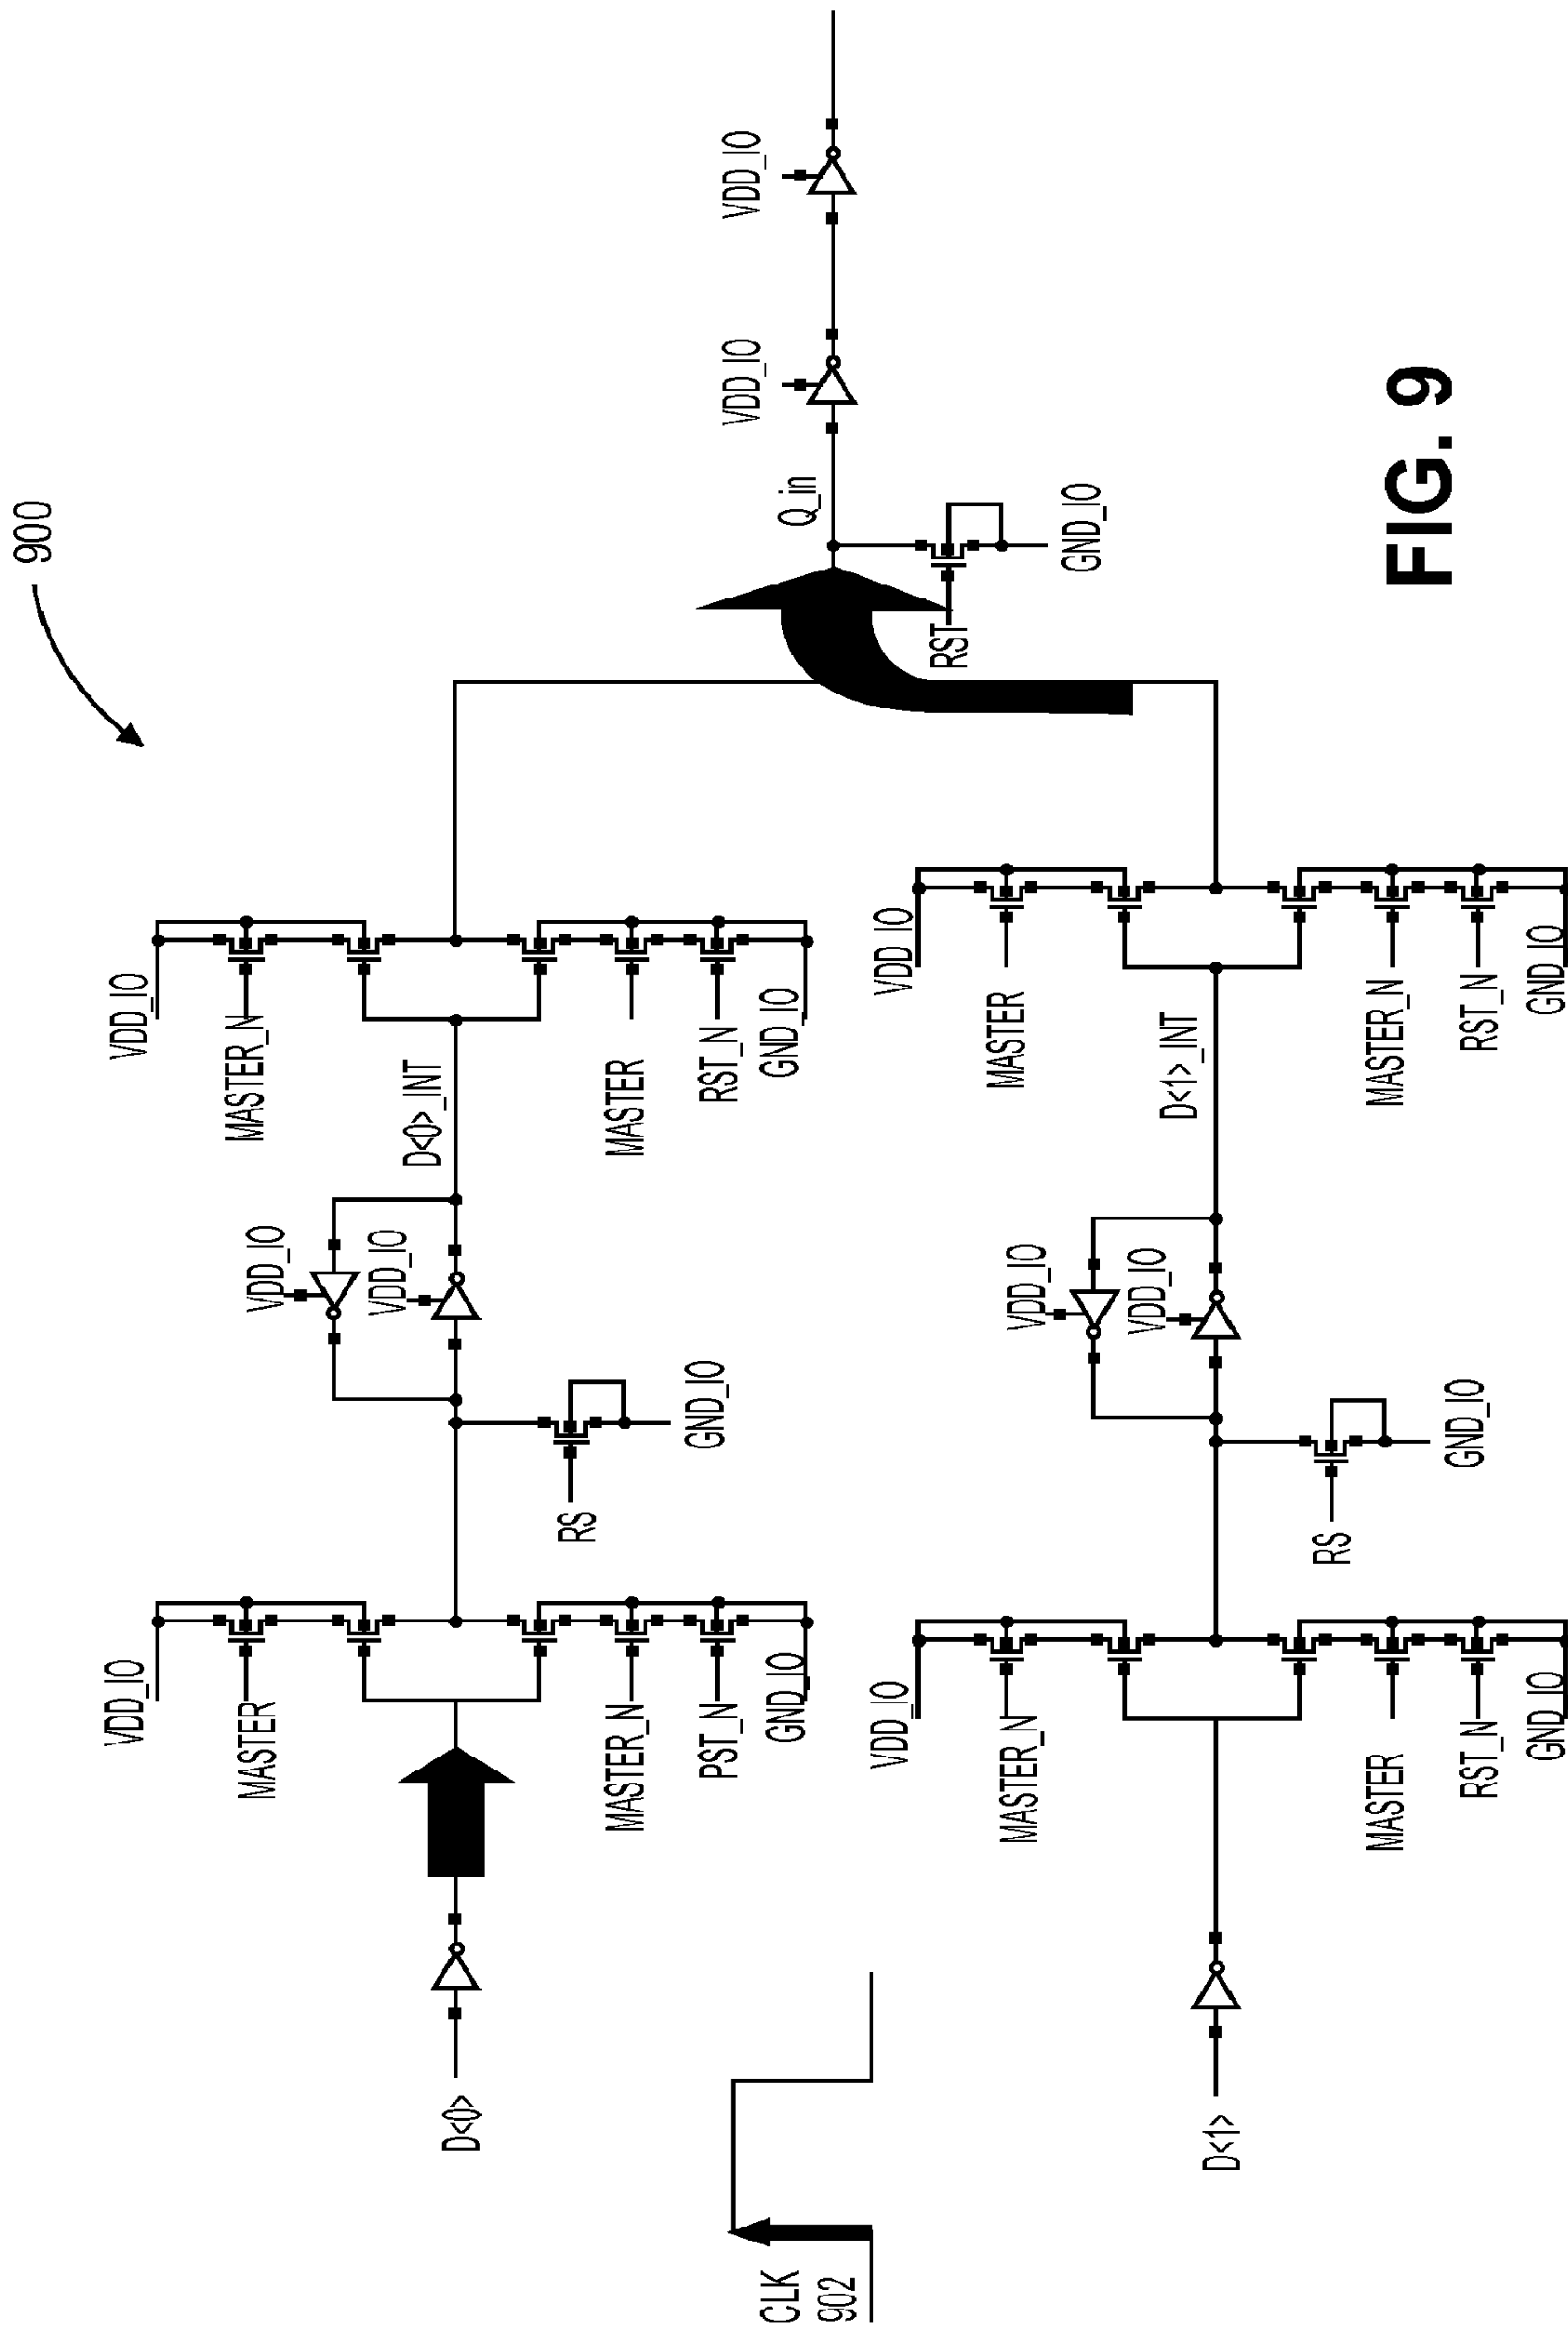 900
VDD_IO
VDD_IO
MASTER
MASTER_N
VDD_IO
VDD_IO
D<0>
D<0>_INT
RS
MASTER_N
MASTER
PST_N
GND_IO
RST_N
GND_IO
GND_IO
VDD_IO
VDD_IO
CLK
902
Q_in
VDD_IO
VDD_IO
RST
MASTER_N
MASTER
VDD_IO
GND_IO
VDD_IO
D<1>
D<1>_INT
RS
MASTER
MASTER_N
RST_N
GND_IO
RST_N
GND_IO
GND_IO
FIG. 9